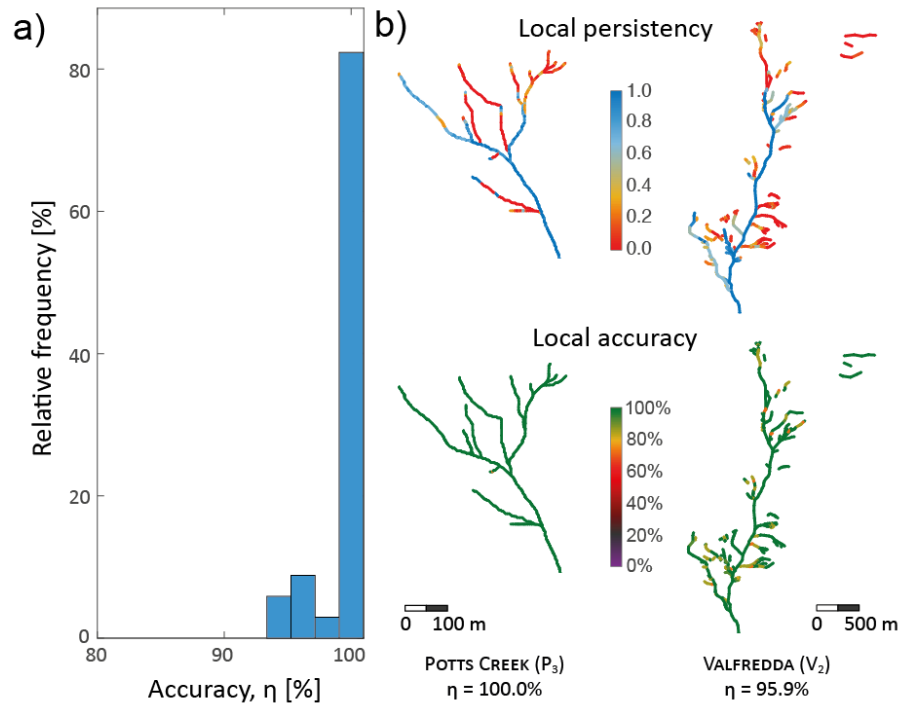 a)
Relative frequency [%]
80
60
40
20
0
80
90
100
Accuracy, η [%]
b)
Local persistency
1.0
0.8
0.6
0.4
0.2
0.0
Local accuracy
100%
80%
60%
40%
20%
0%
0 100 m
0 500 m
POTTS CREEK (P₃)
η = 100.0%
VALFREDDA (V₂)
η = 95.9%